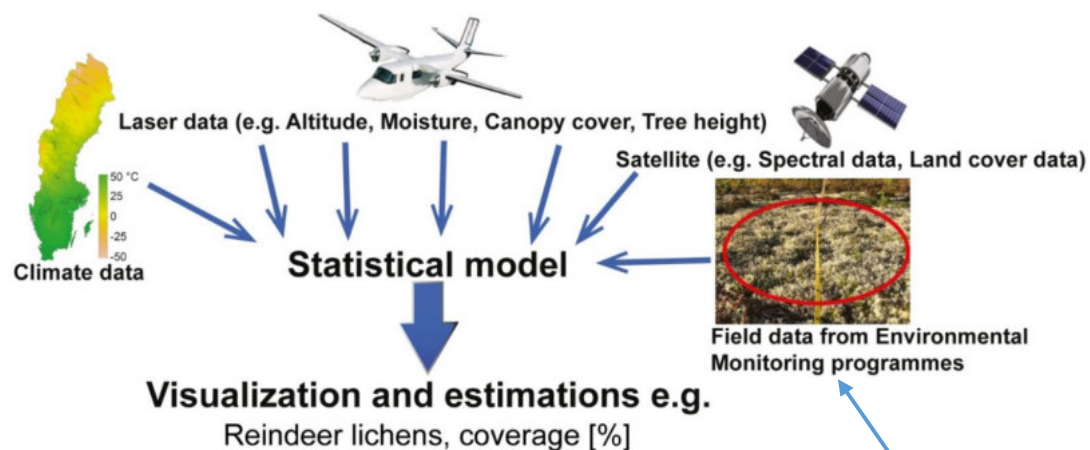 Laser data (e.g. Altitude, Moisture, Canopy cover, Tree height)
Satellite (e.g. Spectral data, Land cover data)
50 °C
25
0
-25
-50
Climate data
Statistical model
Field data from Environmental
Monitoring programmes
Visualization and estimations e.g.
Reindeer lichens, coverage [%]